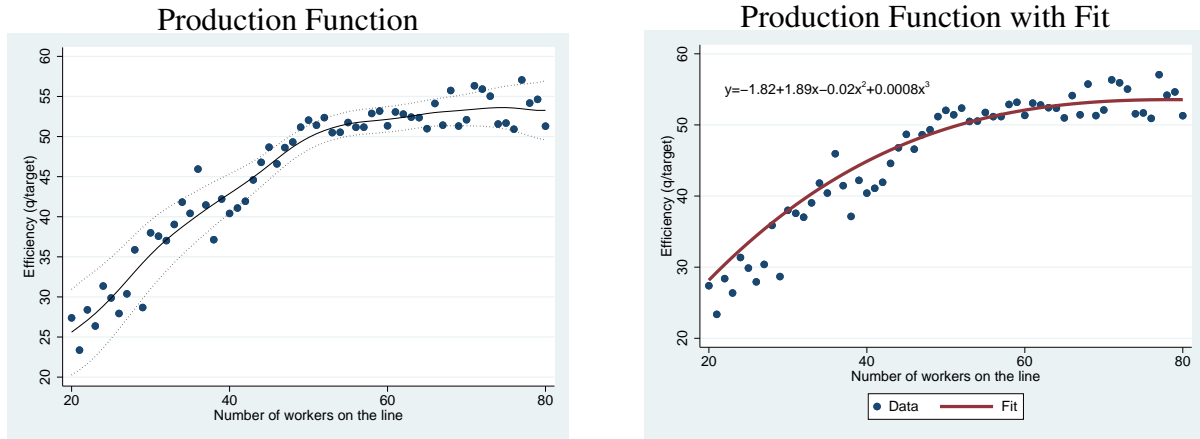 Production Function
60
55
50
45
40
35
30
25
20
Efficiency (q/target)
20 40 60 80
Number of workers on the line
Production Function with Fit
60
50
40
30
20
Efficiency (q/target)
y=−1.82+1.89x−0.02x²+0.0008x³
20 40 60 80
Number of workers on the line
Data Fit